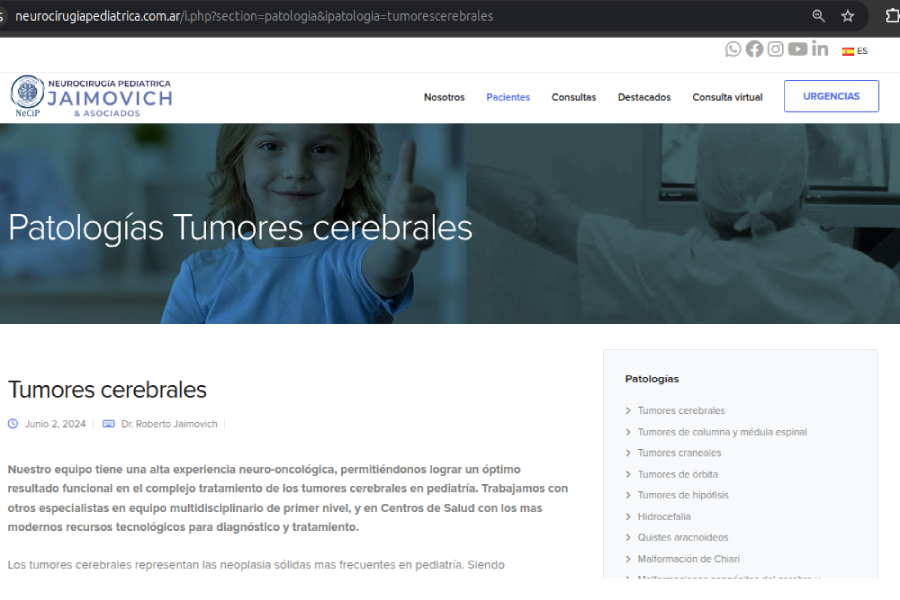 neurocirugiapediatrica.com.ar/i.php?section=patologia&ipatologia=tumorescerebrales
ES
NEUROCIRUGÍA PEDIATRICA
JAIMOVICH
& ASOCIADOS
NeCiP
Nosotros
Pacientes
Consultas
Destacados
Consulta virtual
URGENCIAS
Patologías Tumores cerebrales
Tumores cerebrales
Junio 2, 2024
Dr. Roberto Jaimovich
Nuestro equipo tiene una alta experiencia neuro-oncológica, permitiéndonos lograr un óptimo
resultado funcional en el complejo tratamiento de los tumores cerebrales en pediatría. Trabajamos con
otros especialistas en equipo multidisciplinario de primer nivel, y en Centros de Salud con los mas
modernos recursos tecnológicos para diagnóstico y tratamiento.
Los tumores cerebrales representan las neoplasia sólidas mas frecuentes en pediatría. Siendo
Patologías
Tumores cerebrales
Tumores de columna y médula espinal
Tumores craneales
Tumores de órbita
Tumores de hipófisis
Hidrocefalia
Quistes aracnoideos
Malformación de Chiari